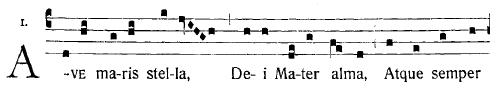 1.
A-VE ma-ris stel-la, De- i Ma-ter alma, Atque semper